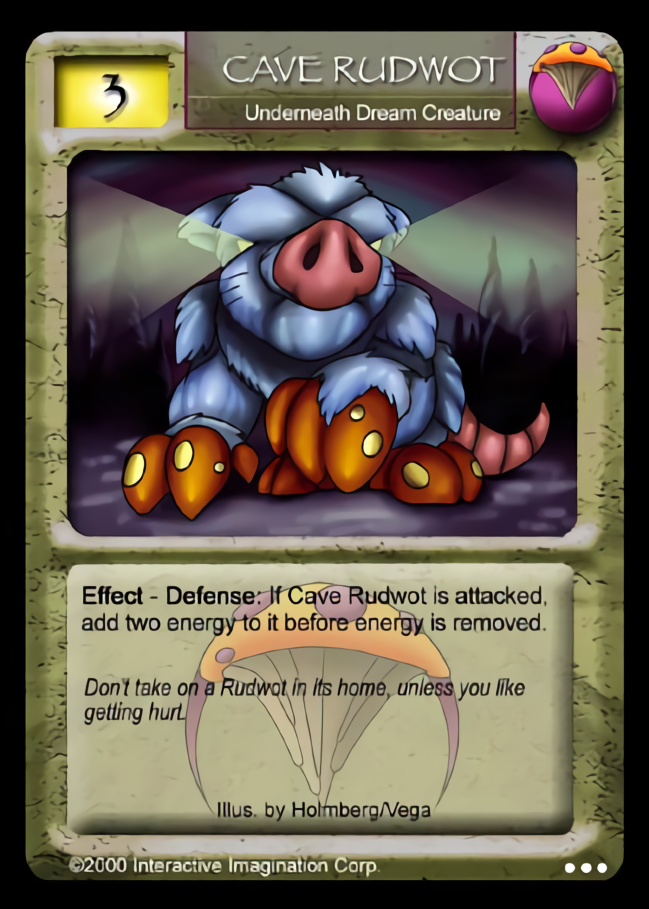 3
CAVE RUDWOT
Underneath Dream Creature
Effect - Defense: If Cave Rudwot is attacked,
add two energy to it before energy is removed.
Don't take on a Rudwot in its home, unless you like
getting hurt.
Illus. by Holmberg/Vega
©2000 Interactive Imagination Corp.